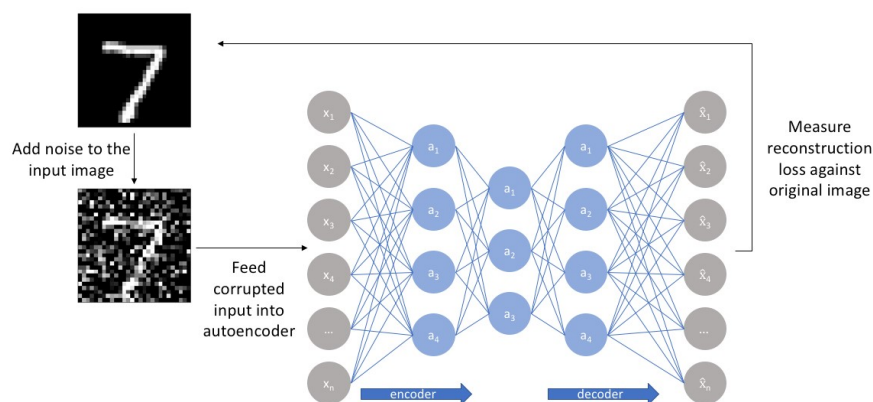 Add noise to the
input image
Feed
corrupted
input into
autoencoder
x₁
x₂
x₃
x₄
...
xₙ
a₁
a₂
a₃
a₄
a₁
a₂
a₃
a₁
a₂
a₃
a₄
x̂₁
x̂₂
x̂₃
x̂₄
...
x̂ₙ
encoder
decoder
Measure
reconstruction
loss against
original image
7
7